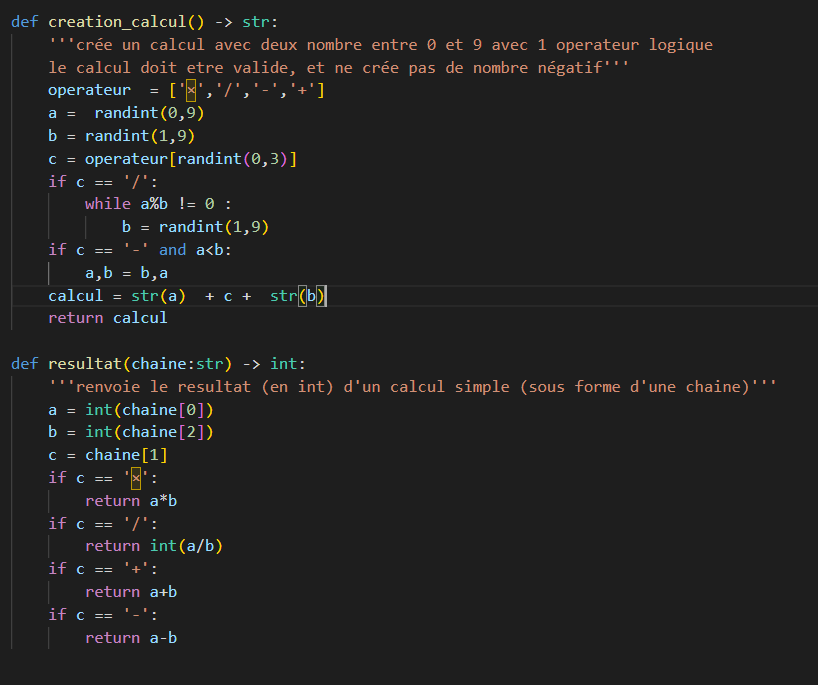 def creation_calcul() -> str:
    '''crée un calcul avec deux nombre entre 0 et 9 avec 1 operateur logique
    le calcul doit etre valide, et ne crée pas de nombre négatif'''
    operateur  = ['×','/','-','+']
    a =  randint(0,9)
    b = randint(1,9)
    c = operateur[randint(0,3)]
    if c == '/':
        while a%b != 0 :
            b = randint(1,9)
    if c == '-' and a<b:
        a,b = b,a
    calcul = str(a)  + c +  str(b)
    return calcul

def resultat(chaine:str) -> int:
    '''renvoie le resultat (en int) d'un calcul simple (sous forme d'une chaine)'''
    a = int(chaine[0])
    b = int(chaine[2])
    c = chaine[1]
    if c == '×':
        return a*b
    if c == '/':
        return int(a/b)
    if c == '+':
        return a+b
    if c == '-':
        return a-b